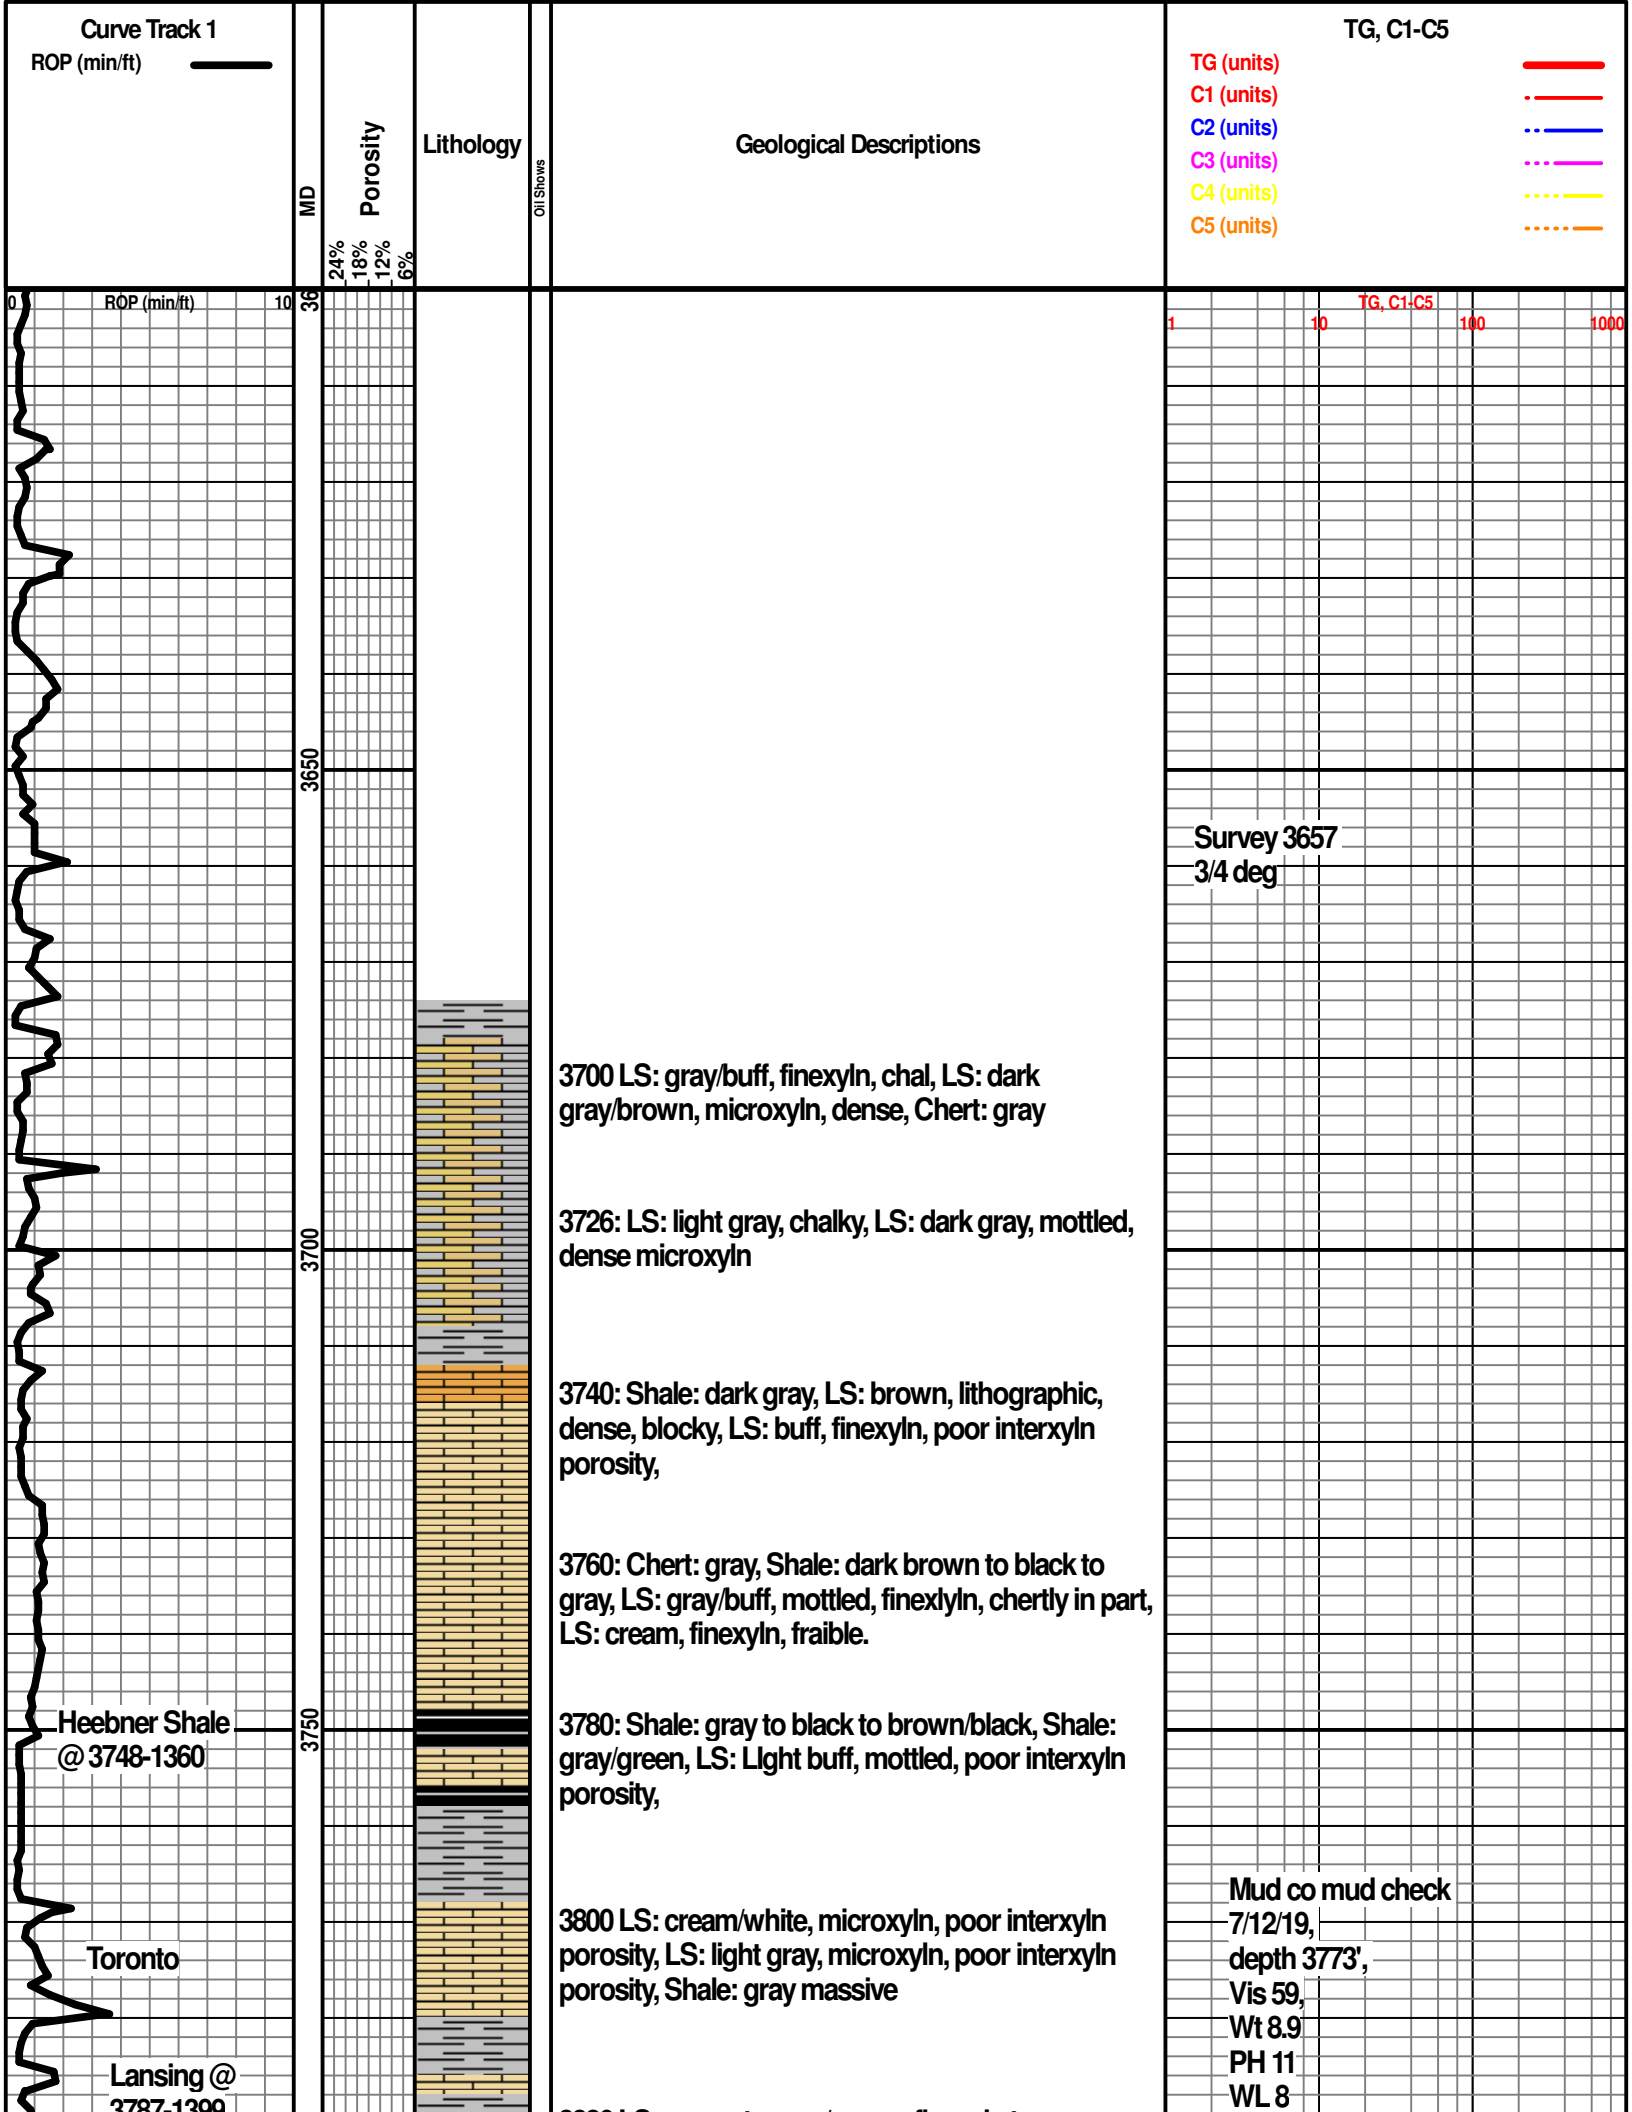 Curve Track 1
ROP (min/ft)
MD
Porosity
24%
18%
12%
6%
Lithology
Oil Shows
Geological Descriptions
TG, C1-C5
TG (units)
C1 (units)
C2 (units)
C3 (units)
C4 (units)
C5 (units)
0 ROP (min/ft) 10
36
TG, C1-C5
1 10 100 1000
3650
Survey 3657
3/4 deg
3700 LS: gray/buff, finexyln, chal, LS: dark
gray/brown, microxyln, dense, Chert: gray
3726: LS: light gray, chalky, LS: dark gray, mottled,
dense microxyln
3700
3740: Shale: dark gray, LS: brown, lithographic,
dense, blocky, LS: buff, finexyln, poor interxyln
porosity,
3760: Chert: gray, Shale: dark brown to black to
gray, LS: gray/buff, mottled, finexlyln, chertly in part,
LS: cream, finexyln, fraible.
Heebner Shale
@ 3748-1360
3750
3780: Shale: gray to black to brown/black, Shale:
gray/green, LS: LIght buff, mottled, poor interxyln
porosity,
3800 LS: cream/white, microxyln, poor interxyln
porosity, LS: light gray, microxyln, poor interxyln
porosity, Shale: gray massive
Toronto
Mud co mud check
7/12/19,
depth 3773',
Vis 59,
Wt 8.9
PH 11
WL 8
Lansing @
3787-1399